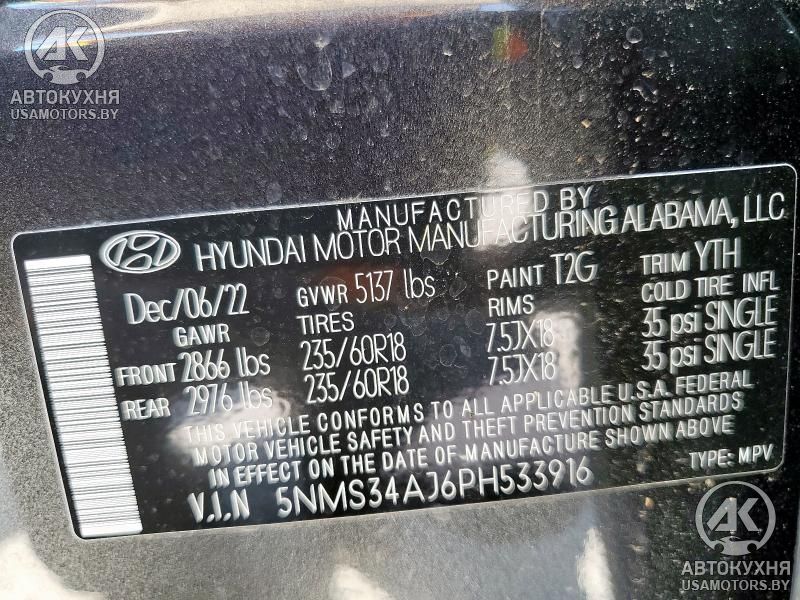 AK
АВТОКУХНЯ
USAMOTORS.BY
MANUFACTURED BY
HYUNDAI MOTOR MANUFACTURING ALABAMA, LLC
Dec/06/22 GVWR 5137 lbs PAINT T2G TRIM YTH
GAWR TIRES RIMS COLD TIRE INFL
FRONT 2866 lbs 235/60R18 7.5JX18 35 psi SINGLE
REAR 2976 lbs 235/60R18 7.5JX18 35 psi SINGLE
THIS VEHICLE CONFORMS TO ALL APPLICABLE U.S.A. FEDERAL
MOTOR VEHICLE SAFETY AND THEFT PREVENTION STANDARDS
IN EFFECT ON THE DATE OF MANUFACTURE SHOWN ABOVE
V.I.N 5NMS34AJ6PH533916 TYPE: MPV
AK
АВТОКУХНЯ
USAMOTORS.BY